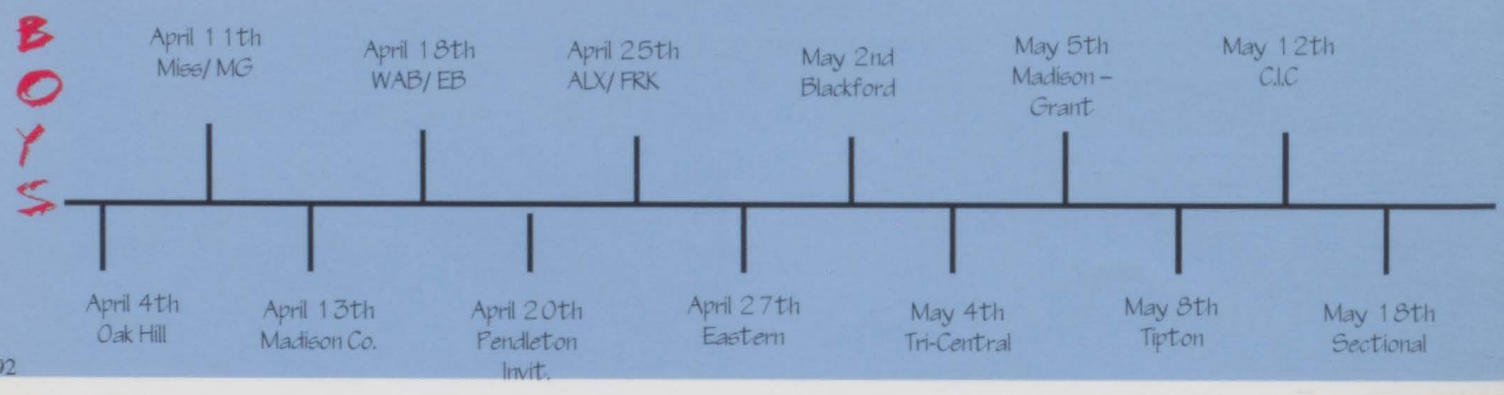 BOYS
April 11th
Miss/ MG
April 18th
WAB/ EB
April 25th
ALX/ FRK
May 2nd
Blackford
May 5th
Madison –
Grant
May 12th
C.I.C
April 4th
Oak Hill
April 13th
Madison Co.
April 20th
Pendleton
Invit.
April 27th
Eastern
May 4th
Tri-Central
May 8th
Tipton
May 18th
Sectional